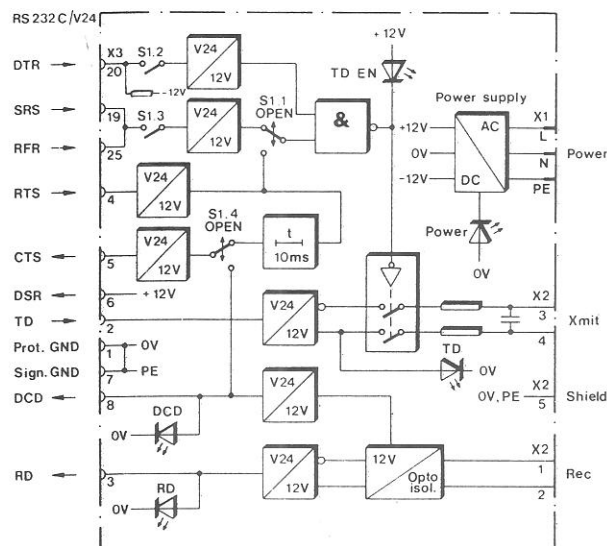 RS 232 C/V24
+12V
DTR
X3
20
S1.2
V24
12V
TD EN
-12V
SRS
19
S1.3
V24
12V
S1.1
OPEN
&
Power supply
X1
+12V
AC
L
RFR
25
0V
N
Power
-12V
DC
PE
RTS
4
V24
12V
S1.4
OPEN
Power
CTS
5
V24
12V
t
10ms
0V
DSR
6
+12V
TD
2
V24
12V
X2
3
Xmit
4
Prot. GND
1
0V
TD
0V
Sign. GND
7
PE
DCD
8
V24
12V
X2
0V, PE
5
Shield
DCD
0V
RD
3
V24
12V
12V
Opto
isol.
X2
1
Rec
2
RD
0V